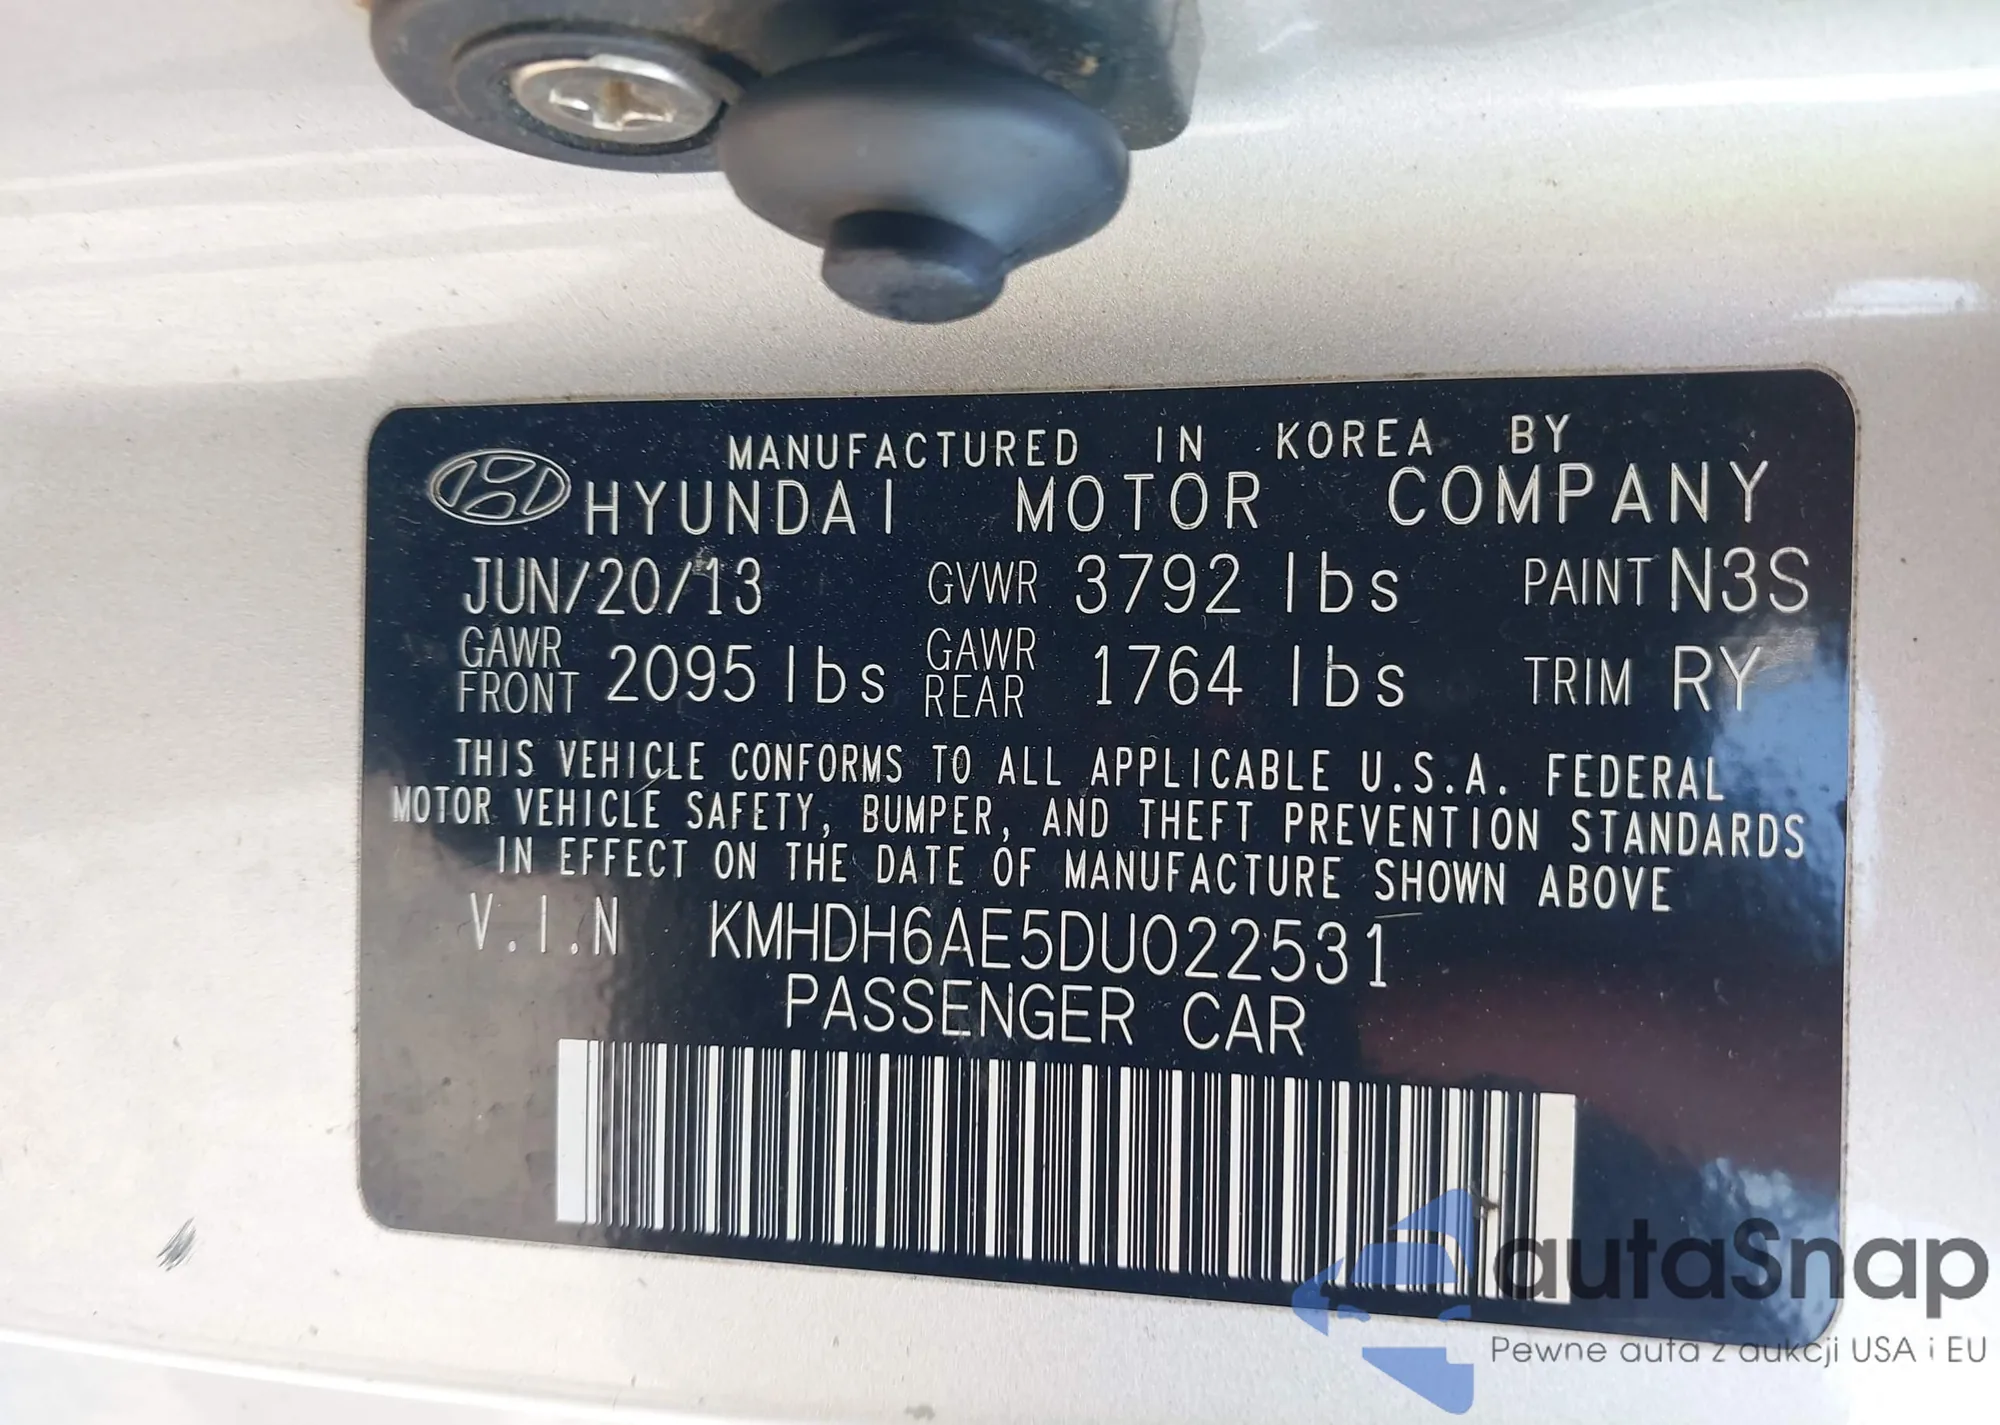 MANUFACTURED IN KOREA BY
HYUNDAI MOTOR COMPANY
JUN/20/13 GVWR 3792 lbs PAINT N3S
GAWR FRONT 2095 lbs GAWR REAR 1764 lbs TRIM RY
THIS VEHICLE CONFORMS TO ALL APPLICABLE U.S.A. FEDERAL
MOTOR VEHICLE SAFETY, BUMPER, AND THEFT PREVENTION STANDARDS
IN EFFECT ON THE DATE OF MANUFACTURE SHOWN ABOVE
V.I.N KMHDH6AE5DU022531
PASSENGER CAR
autaSnap
Pewne auta z aukcji USA i EU